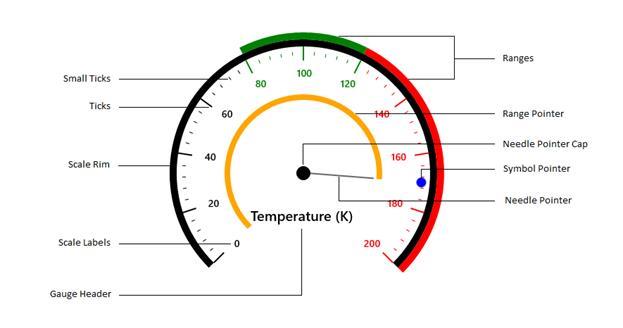 Small Ticks
Ticks
Scale Rim
Scale Labels
Gauge Header
0
20
40
60
80
100
120
140
160
180
200
Temperature (K)
Ranges
Range Pointer
Needle Pointer Cap
Symbol Pointer
Needle Pointer